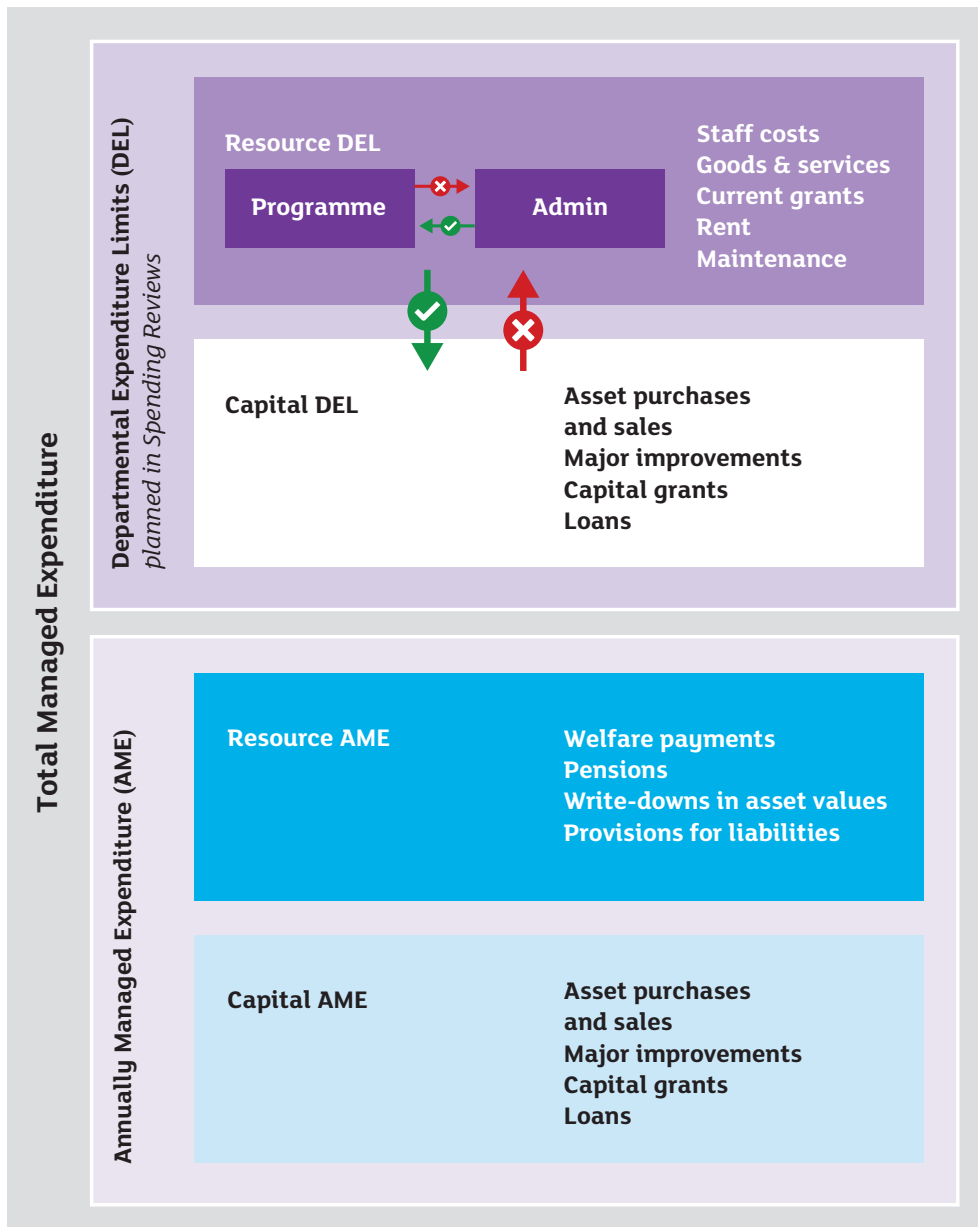 Total Managed Expenditure
Departmental Expenditure Limits (DEL)
planned in Spending Reviews
Resource DEL
Programme
Admin
Staff costs
Goods & services
Current grants
Rent
Maintenance
Capital DEL
Asset purchases
and sales
Major improvements
Capital grants
Loans
Annually Managed Expenditure (AME)
Resource AME
Welfare payments
Pensions
Write-downs in asset values
Provisions for liabilities
Capital AME
Asset purchases
and sales
Major improvements
Capital grants
Loans